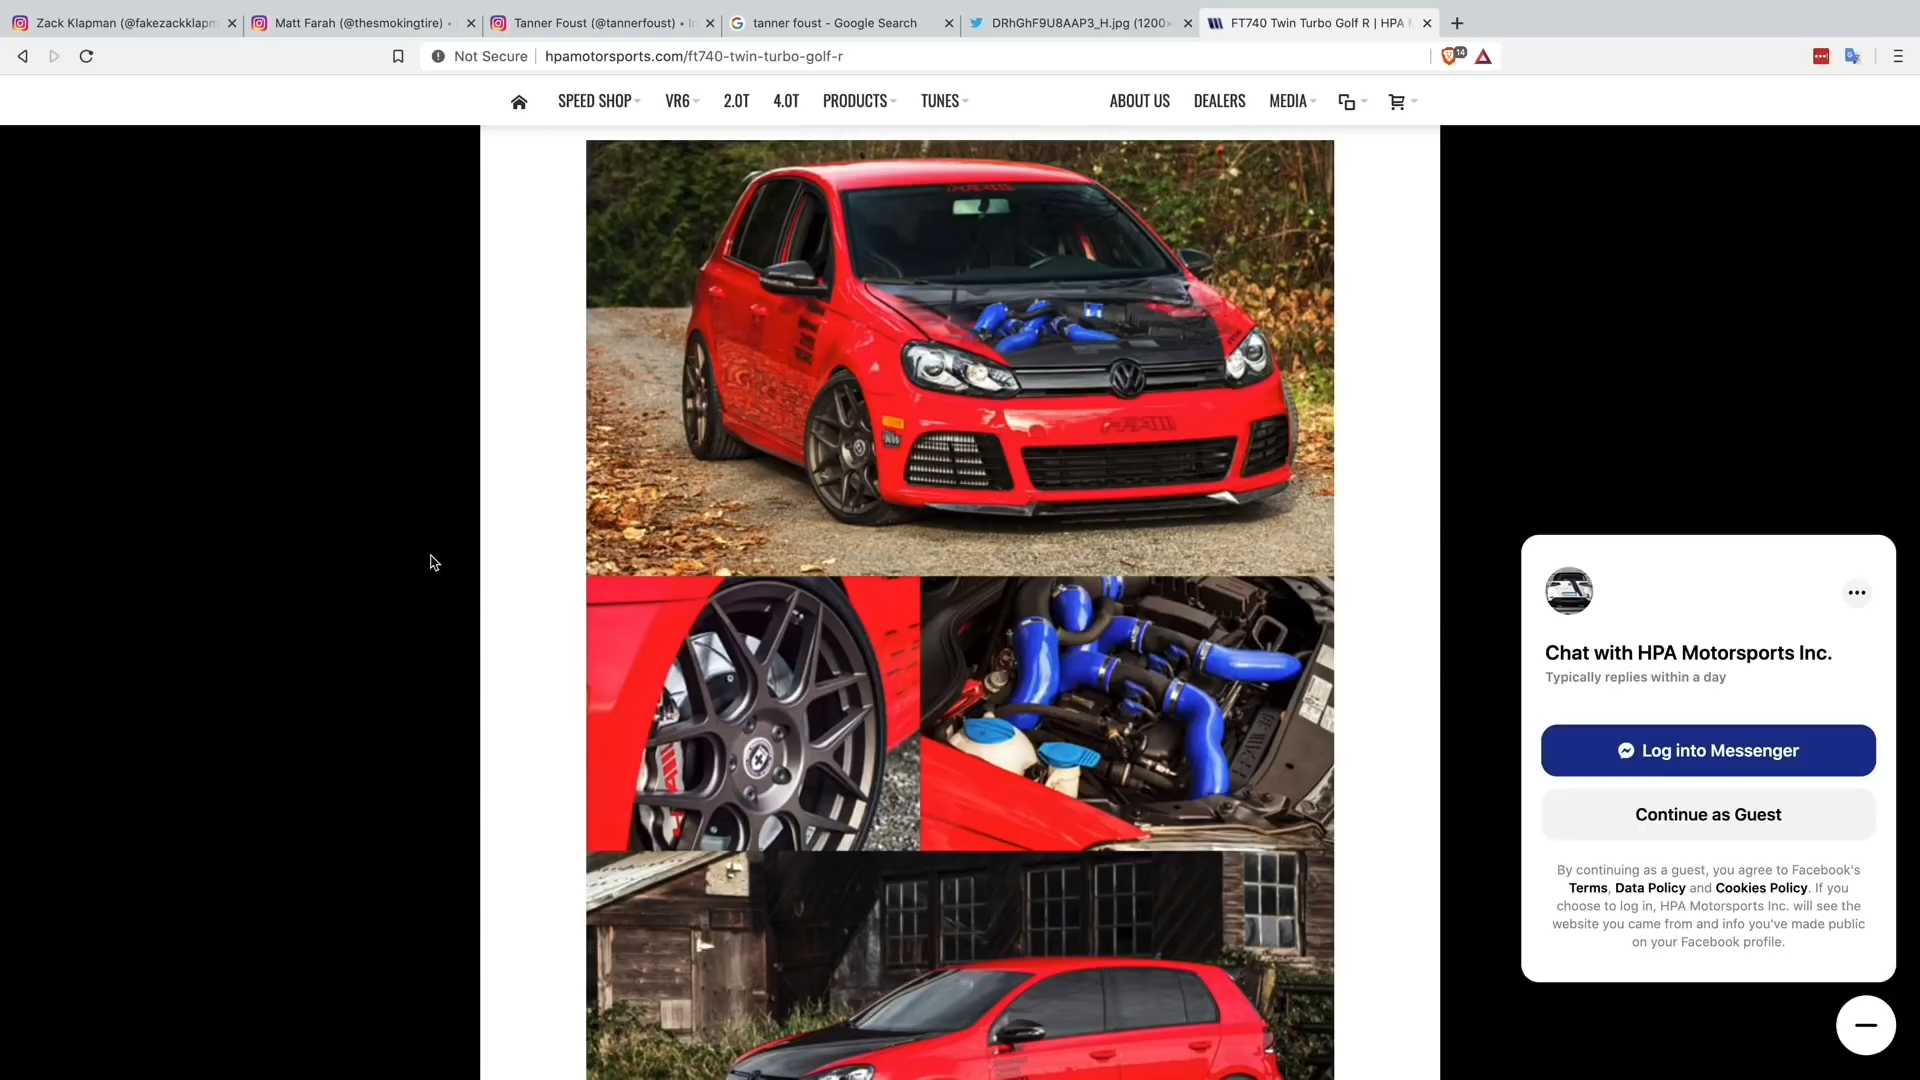 Zack Klapman (@fakezackklapm
Matt Farah (@thesmokingtire) •
Tanner Foust (@tannerfoust) • I
tanner foust - Google Search
DRhGhF9U8AAP3_H.jpg (1200×
FT740 Twin Turbo Golf R | HPA M
Not Secure
hpamotorsports.com/ft740-twin-turbo-golf-r
14
SPEED SHOP
VR6
2.0T
4.0T
PRODUCTS
TUNES
ABOUT US
DEALERS
MEDIA
HPA
Chat with HPA Motorsports Inc.
Typically replies within a day
Log into Messenger
Continue as Guest
By continuing as a guest, you agree to Facebook's
Terms, Data Policy and Cookies Policy. If you
choose to log in, HPA Motorsports Inc. will see the
website you came from and info you've made public
on your Facebook profile.